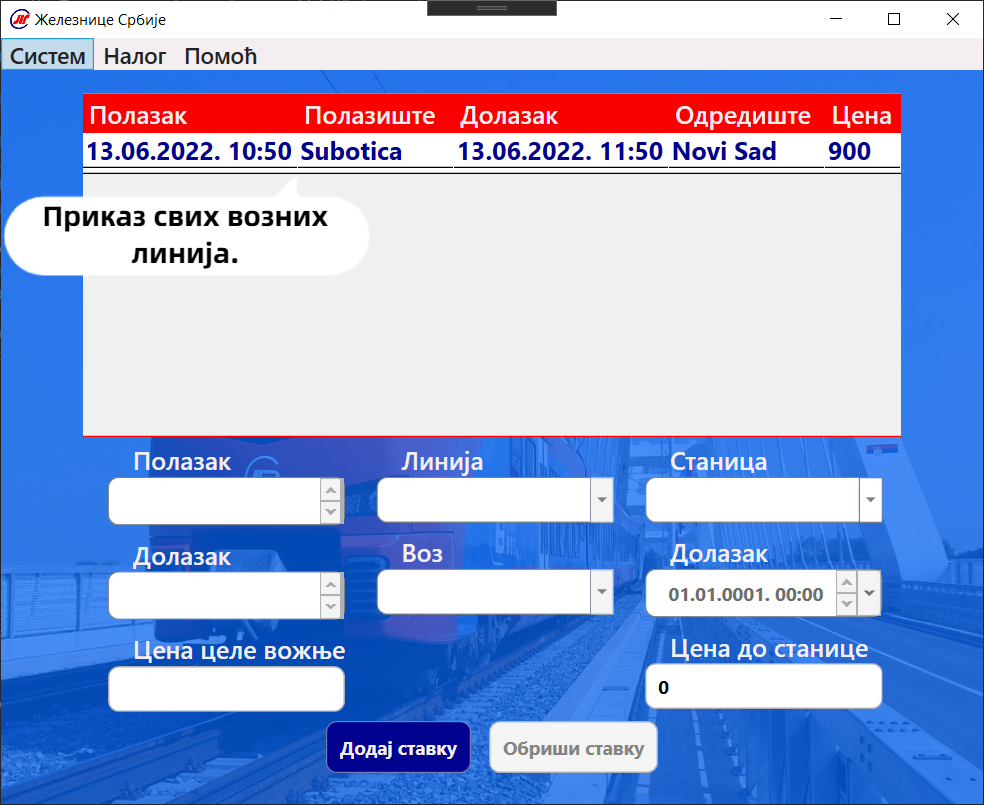 Железнице Србије
Систем Налог Помоћ
Полазак Полазиште Долазак Одредиште Цена
13.06.2022. 10:50 Subotica 13.06.2022. 11:50 Novi Sad 900
Приказ свих возних
линија.
Полазак Линија Станица
Долазак Воз Долазак
01.01.0001. 00:00
Цена целе вожње Цена до станице
0
Додај ставку Обриши ставку